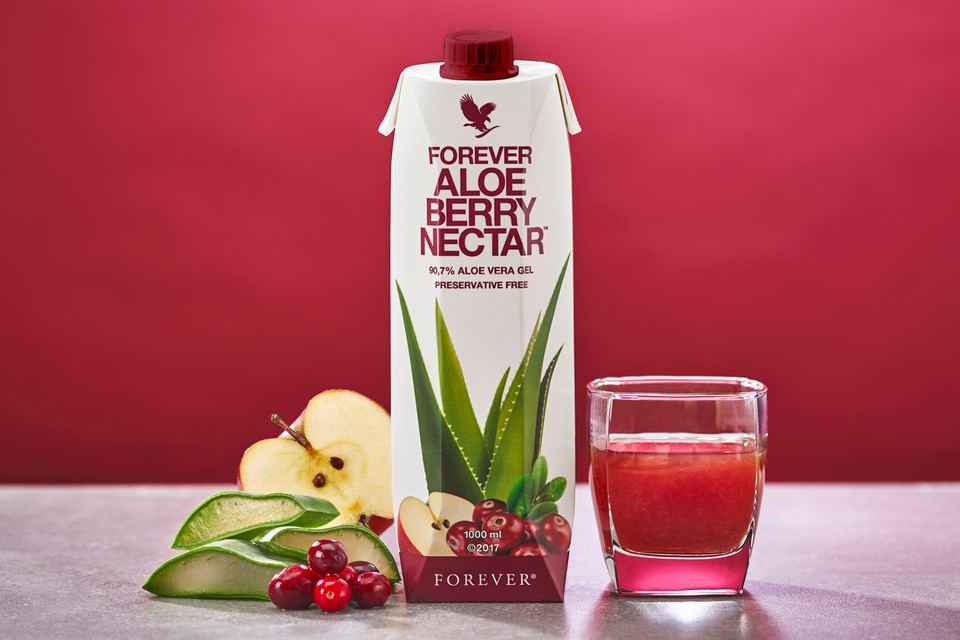 FOREVER
ALOE
BERRY
NECTAR™
90,7% ALOE VERA GEL
PRESERVATIVE FREE
1000 ml
©2017
FOREVER®